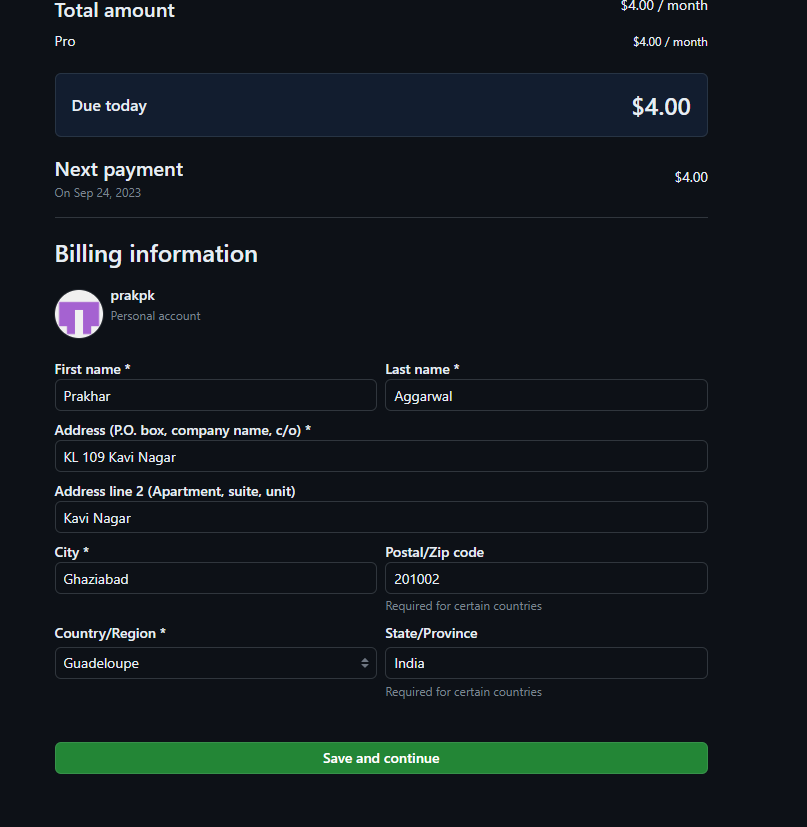 Total amount $4.00 / month
Pro $4.00 / month
Due today $4.00
Next payment $4.00
On Sep 24, 2023
Billing information
prakpk
Personal account
First name * Last name *
Prakhar Aggarwal
Address (P.O. box, company name, c/o) *
KL 109 Kavi Nagar
Address line 2 (Apartment, suite, unit)
Kavi Nagar
City * Postal/Zip code
Ghaziabad 201002
Required for certain countries
Country/Region * State/Province
Guadeloupe India
Required for certain countries
Save and continue